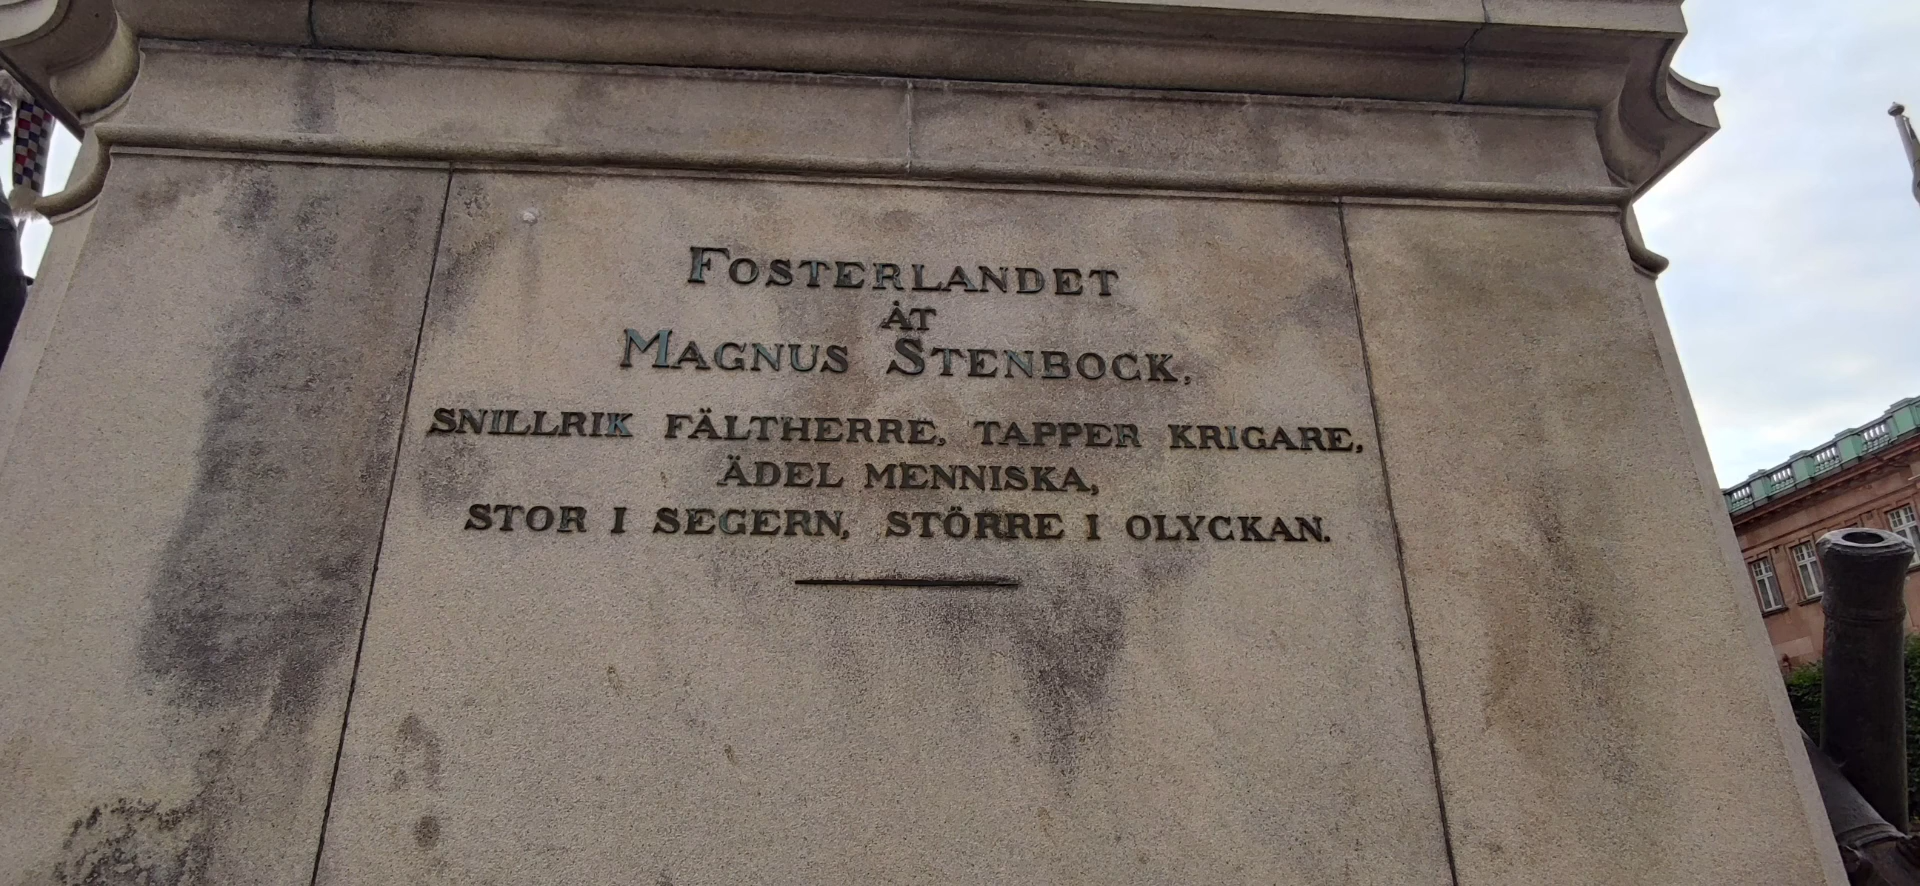 FOSTERLANDET
ÅT
MAGNUS STENBOCK,
SNILLRIK FÄLTHERRE, TAPPER KRIGARE,
ÄDEL MENNISKA,
STOR I SEGERN, STÖRRE I OLYCKAN.